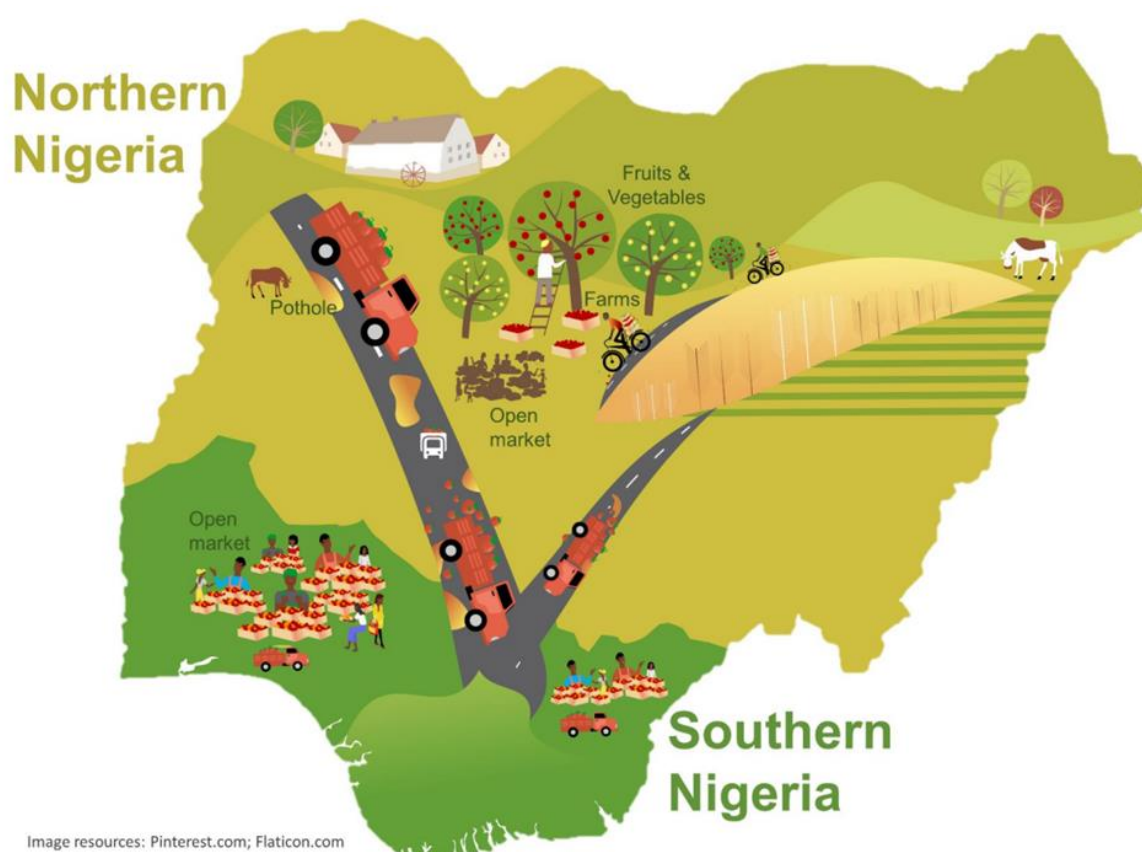 Northern
Nigeria
Fruits &
Vegetables
Pothole
Farms
Open
market
Open
market
Southern
Nigeria
Image resources: Pinterest.com; Flaticon.com